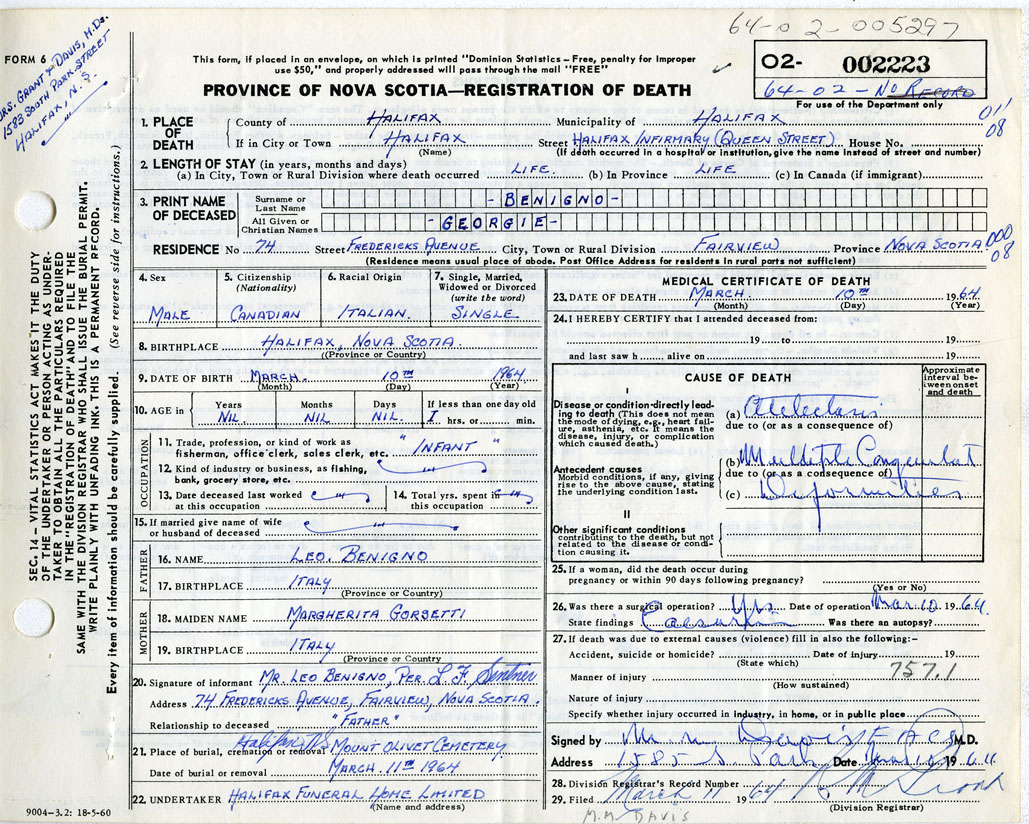 64-02-005297
FORM 6
DRS. GRANT & DAVIS, M.Ds.
1583 SOUTH PARK STREET
HALIFAX, N.S.
This form, if placed in an envelope, on which is printed "Dominion Statistics—Free, penalty for improper
use $50," and properly addressed will pass through the mail "FREE"
PROVINCE OF NOVA SCOTIA—REGISTRATION OF DEATH
02- 002223
64-02-No RECORD
For use of the Department only
1. PLACE OF DEATH
County of HALIFAX Municipality of HALIFAX 011
08
If in City or Town HALIFAX Street HALIFAX INFIRMARY (QUEEN STREET) House No.
(Name) (If death occurred in a hospital or institution, give the name instead of street and number)
2. LENGTH OF STAY (in years, months and days)
(a) In City, Town or Rural Division where death occurred LIFE. (b) In Province LIFE. (c) In Canada (if immigrant)
3. PRINT NAME OF DECEASED
Surname or Last Name -BENIGNO-
All Given or Christian Names -GEORGIE-
RESIDENCE No 74 Street FREDERICKS AVENUE City, Town or Rural Division FAIRVIEW Province NOVA SCOTIA 000
08
(Residence means usual place of abode. Post Office Address for residents in rural parts not sufficient)
4. Sex
MALE
5. Citizenship (Nationality)
CANADIAN
6. Racial Origin
ITALIAN.
7. Single, Married, Widowed or Divorced (write the word)
SINGLE.
8. BIRTHPLACE HALIFAX, NOVA SCOTIA
(Province or Country)
9. DATE OF BIRTH MARCH. 10TH 1964
(Month) (Day) (Year)
10. AGE in
Years Months Days If less than one day old
NIL. NIL NIL. 1 hrs. or min.
OCCUPATION
11. Trade, profession, or kind of work as
fisherman, office clerk, sales clerk, etc. "INFANT"
12. Kind of industry or business, as fishing,
bank, grocery store, etc.
13. Date deceased last worked
at this occupation
14. Total yrs. spent in
this occupation
15. If married give name of wife
or husband of deceased
FATHER
16. NAME LEO. BENIGNO
17. BIRTHPLACE ITALY
(Province or Country)
MOTHER
18. MAIDEN NAME MARGHERITA GORSETTI
19. BIRTHPLACE ITALY
(Province or Country
20. Signature of informant MR. LEO BENIGNO, PER. L. F.
Address 74 FREDERICKS AVENUE, FAIRVIEW, NOVA SCOTIA.
Relationship to deceased "FATHER"
21. Place of burial, cremation or removal Halifax NS MOUNT OLIVET CEMETERY
Date of burial or removal MARCH. 11TH 1964
22. UNDERTAKER HALIFAX FUNERAL HOME LIMITED
(Name and address)
9004—3.2: 18-5-60
MEDICAL CERTIFICATE OF DEATH
23. DATE OF DEATH MARCH. 10TH 1964
(Month) (Day) (Year)
24. I HEREBY CERTIFY that I attended deceased from:
19 to 19
and last saw h alive on 19
CAUSE OF DEATH
Approximate interval between onset and death
I
Disease or condition directly leading to death (This does not mean the mode of dying, e.g., heart failure, asthenia, etc. It means the disease, injury, or complication which caused death.)
(a) Atelectasis
due to (or as a consequence of)
Antecedent causes
Morbid conditions, if any, giving rise to the above cause, stating the underlying condition last.
(b) Multiple Congenital
due to (or as a consequence of)
(c) Deformities
II
Other significant conditions
contributing to the death, but not related to the disease or condition causing it.
25. If a woman, did the death occur during
pregnancy or within 90 days following pregnancy?
(Yes or No)
26. Was there a surgical operation? Yes Date of operation Mar. 10 1964.
State findings Caesarian Was there an autopsy?
27. If death was due to external causes (violence) fill in also the following:—
Accident, suicide or homicide? Date of injury 19
(State which)
Manner of injury 757.1
(How sustained)
Nature of injury
Specify whether injury occurred in industry, in home, or in public place
Signed by M. M. Davis F.A.C.S M.D.
Address 1585 S Park Date Mar 10 1964
28. Division Registrar's Record Number
29. Filed March 11 1964
(Division Registrar)
M.M. DAVIS
SEC. 14 – VITAL STATISTICS ACT MAKES IT THE DUTY
OF THE UNDERTAKER OR PERSON ACTING AS UNDER-
TAKER TO OBTAIN ALL THE PARTICULARS REQUIRED
IN THE "REGISTRATION OF DEATH" AND TO FILE THE
SAME WITH THE DIVISION REGISTRAR WHO SHALL ISSUE THE BURIAL PERMIT.
WRITE PLAINLY WITH UNFADING INK. THIS IS A PERMANENT RECORD.
Every item of information should be carefully supplied. (See reverse side for instructions.)